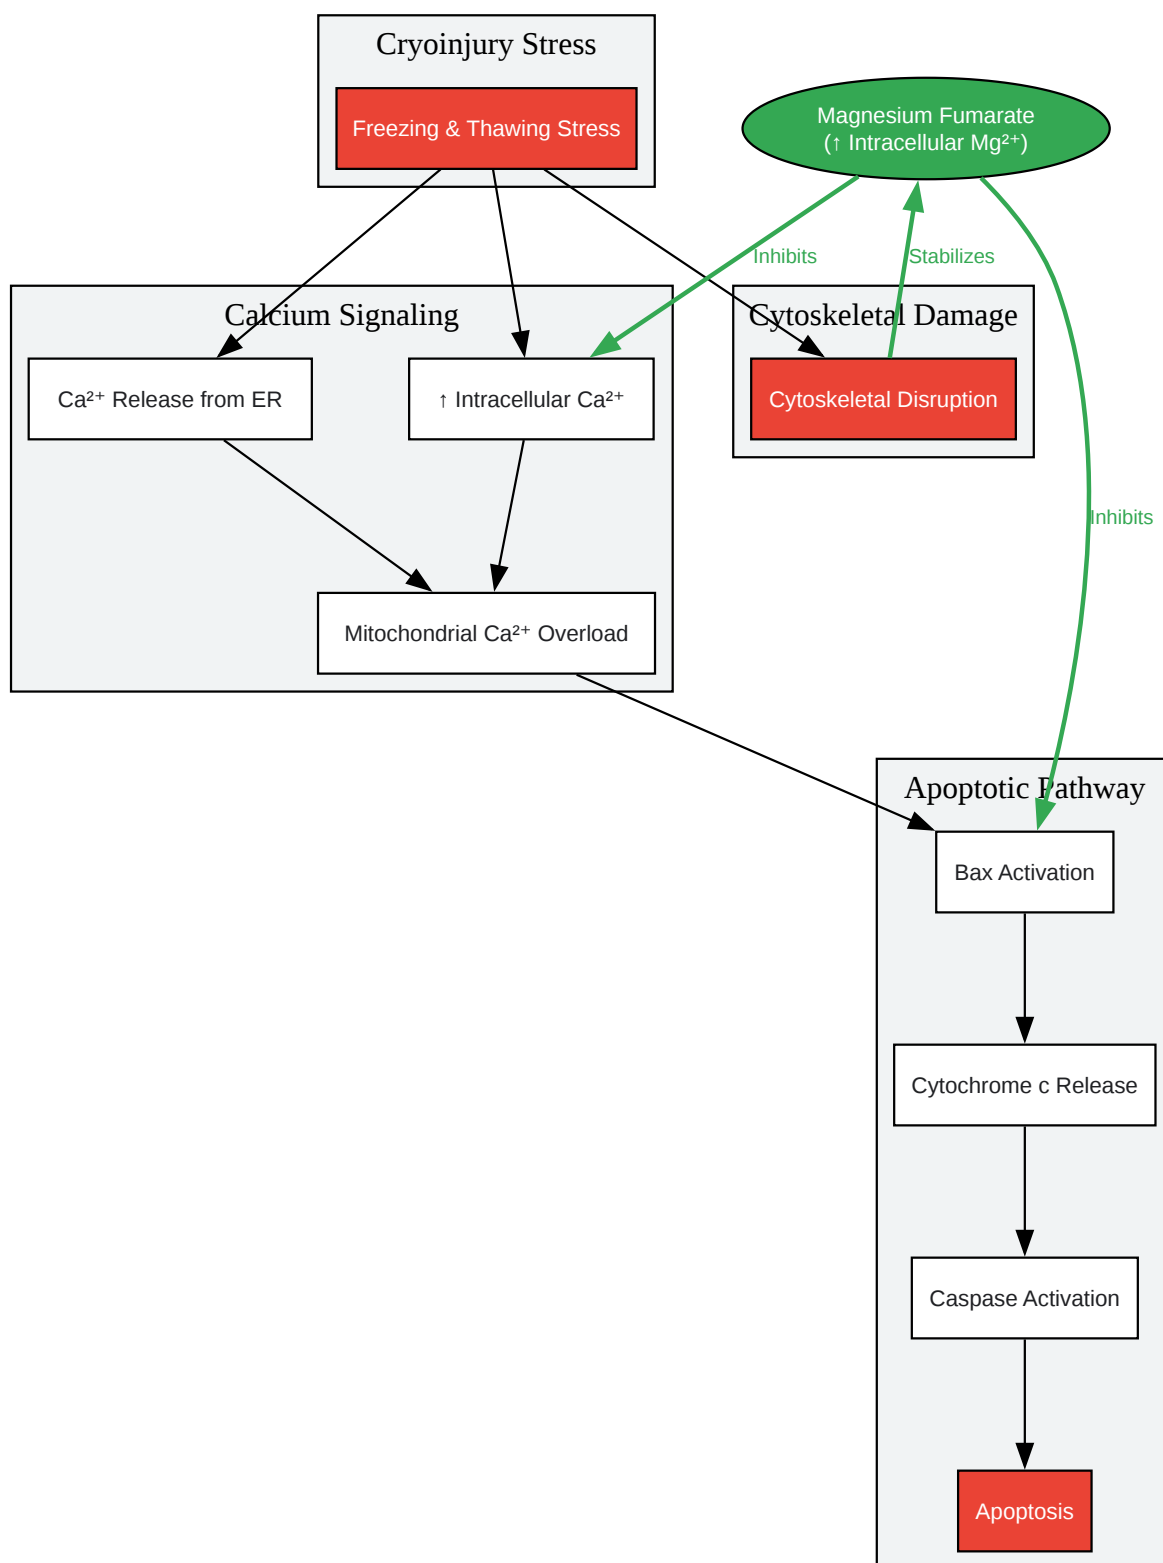 Cryoinjury Stress
Freezing & Thawing Stress
Magnesium Fumarate
(↑ Intracellular Mg²⁺)
Inhibits
Stabilizes
Calcium Signaling
Cytoskeletal Damage
Ca²⁺ Release from ER
↑ Intracellular Ca²⁺
Cytoskeletal Disruption
Inhibits
Mitochondrial Ca²⁺ Overload
Apoptotic Pathway
Bax Activation
Cytochrome c Release
Caspase Activation
Apoptosis